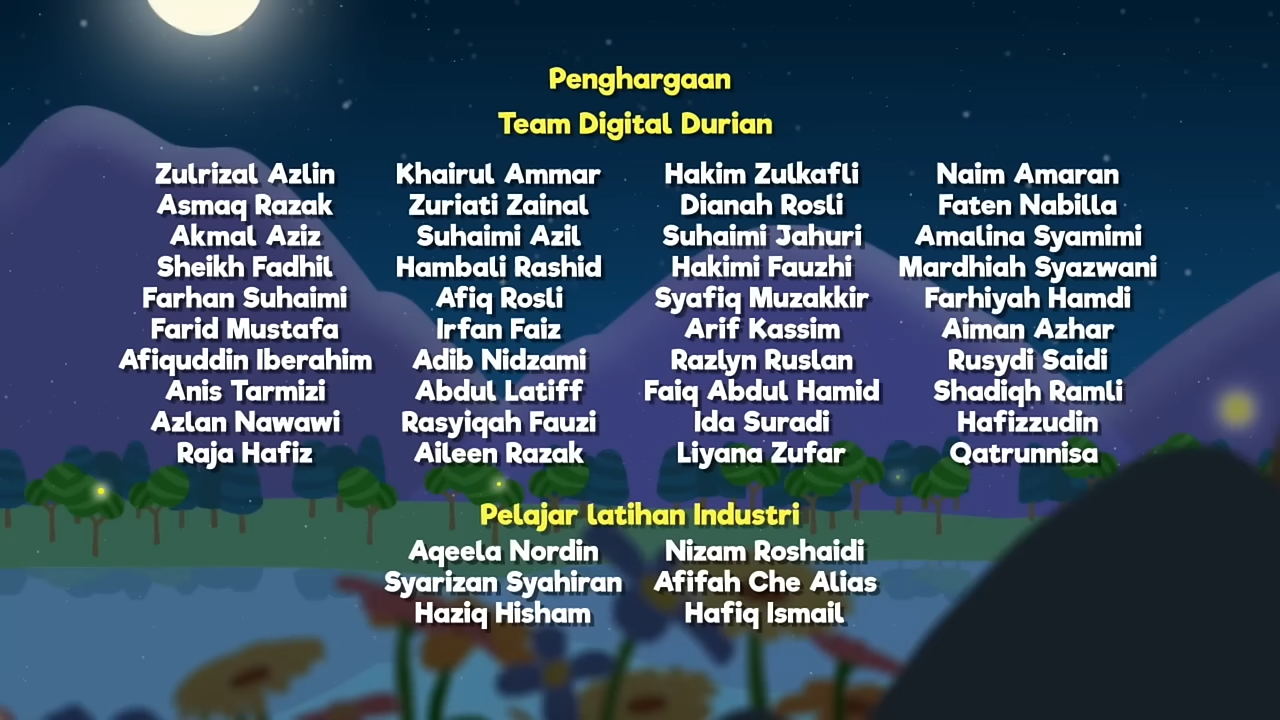 Penghargaan
Team Digital Durian
Zulrizal Azlin Khairul Ammar Hakim Zulkafli Naim Amaran
Asmaq Razak Zuriati Zainal Dianah Rosli Faten Nabilla
Akmal Aziz Suhaimi Azil Suhaimi Jahuri Amalina Syamimi
Sheikh Fadhil Hambali Rashid Hakimi Fauzhi Mardhiah Syazwani
Farhan Suhaimi Afiq Rosli Syafiq Muzakkir Farhiyah Hamdi
Farid Mustafa Irfan Faiz Arif Kassim Aiman Azhar
Afiquddin Iberahim Adib Nidzami Razlyn Ruslan Rusydi Saidi
Anis Tarmizi Abdul Latiff Faiq Abdul Hamid Shadiqh Ramli
Azlan Nawawi Rasyiqah Fauzi Ida Suradi Hafizzudin
Raja Hafiz Aileen Razak Liyana Zufar Qatrunnisa
Pelajar latihan Industri
Aqeela Nordin Nizam Roshaidi
Syarizan Syahiran Afifah Che Alias
Haziq Hisham Hafiq Ismail